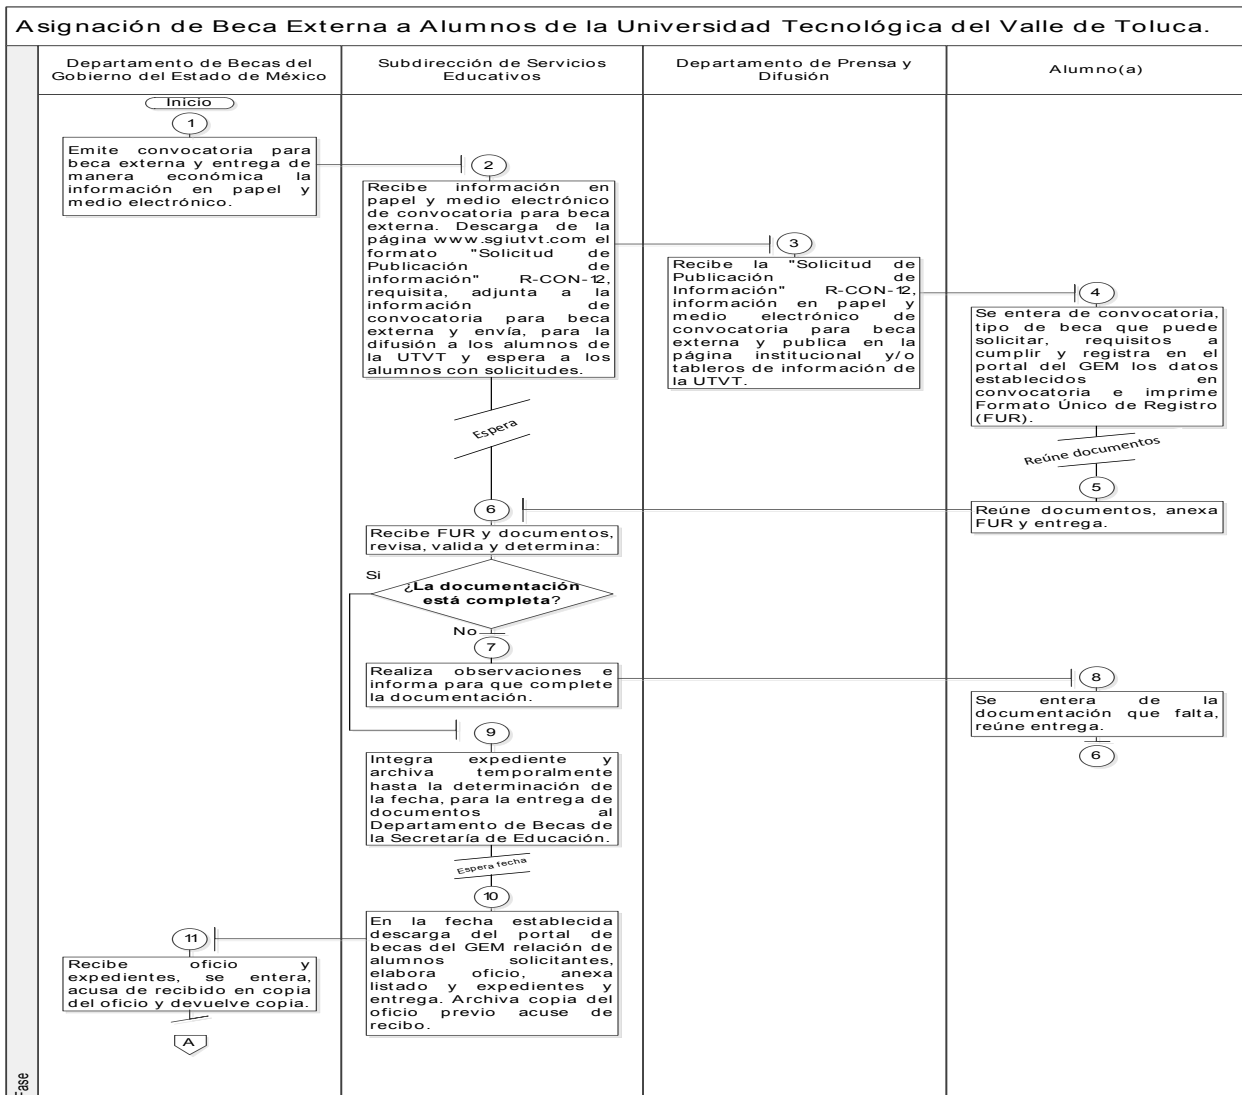 Asignación de Beca Externa a Alumnos de la Universidad Tecnológica del Valle de Toluca.
Departamento de Becas del
Gobierno del Estado de México
Subdirección de Servicios
Educativos
Departamento de Prensa y
Difusión
Alumno(a)
Inicio
1
Emite convocatoria para
beca externa y entrega de
manera económica la
información en papel y
medio electrónico.
2
Recibe información en
papel y medio electrónico
de convocatoria para beca
externa. Descarga de la
página www.sgiutvt.com el
formato "Solicitud de
Publicación de
información" R-CON-12,
requisita, adjunta a la
información de
convocatoria para beca
externa y envía, para la
difusión a los alumnos de
la UTVT y espera a los
alumnos con solicitudes.
3
Recibe la "Solicitud de
Publicación de
Información" R-CON-12,
información en papel y
medio electrónico de
convocatoria para beca
externa y publica en la
página institucional y/o
tableros de información de
la UTVT.
4
Se entera de convocatoria,
tipo de beca que puede
solicitar, requisitos a
cumplir y registra en el
portal del GEM los datos
establecidos en
convocatoria e imprime
Formato Único de Registro
(FUR).
Espera
Reúne documentos
5
Reúne documentos, anexa
FUR y entrega.
6
Recibe FUR y documentos,
revisa, valida y determina:
Si
¿La documentación
está completa?
No
7
Realiza observaciones e
informa para que complete
la documentación.
8
Se entera de la
documentación que falta,
reúne entrega.
6
9
Integra expediente y
archiva temporalmente
hasta la determinación de
la fecha, para la entrega de
documentos al
Departamento de Becas de
la Secretaría de Educación.
Espera fecha
10
En la fecha establecida
descarga del portal de
becas del GEM relación de
alumnos solicitantes,
elabora oficio, anexa
listado y expedientes y
entrega. Archiva copia del
oficio previo acuse de
recibo.
11
Recibe oficio y
expedientes, se entera,
acusa de recibido en copia
del oficio y devuelve copia.
A
Fase